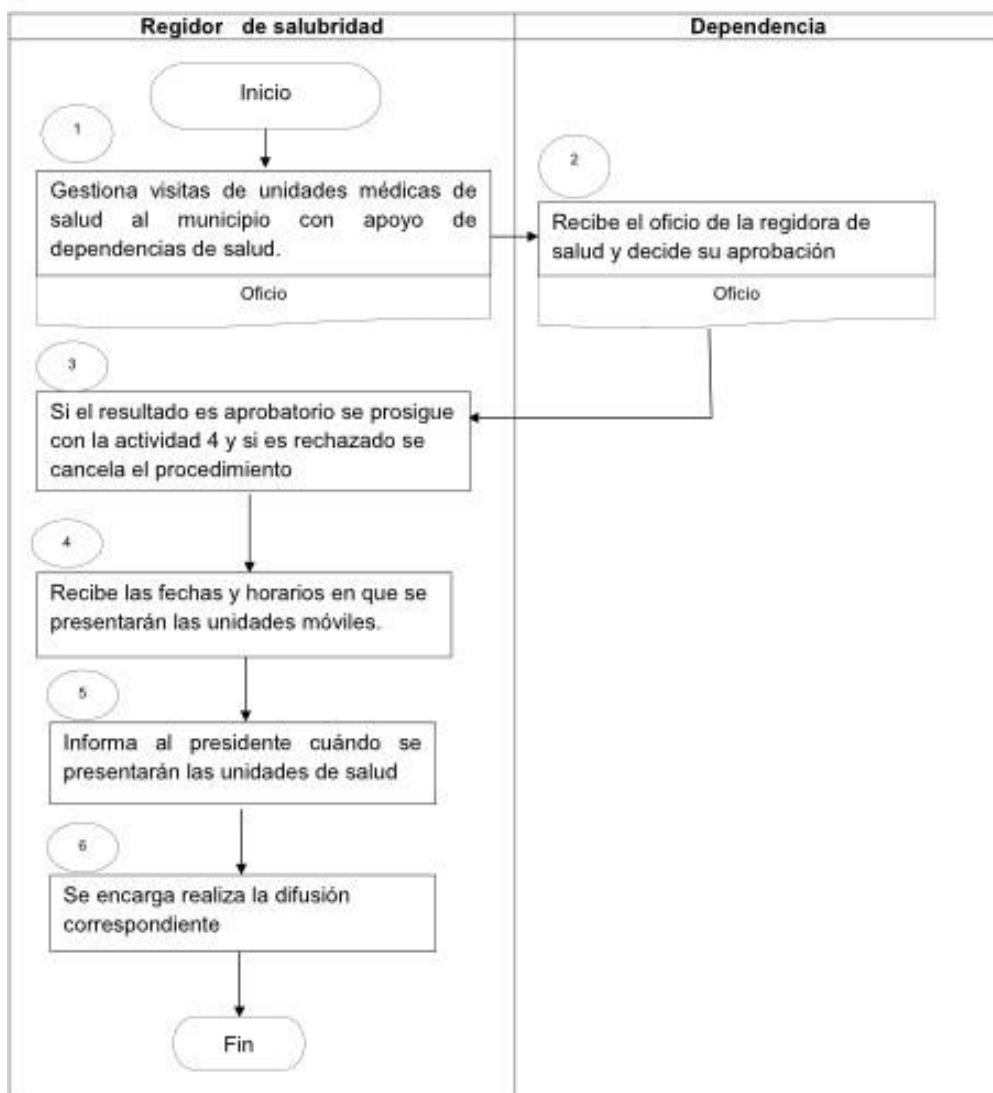 Regidor de salubridad
Dependencia
Inicio
1
Gestiona visitas de unidades médicas de
salud al municipio con apoyo de
dependencias de salud.
Oficio
2
Recibe el oficio de la regidora de
salud y decide su aprobación
Oficio
3
Si el resultado es aprobatorio se prosigue
con la actividad 4 y si es rechazado se
cancela el procedimiento
4
Recibe las fechas y horarios en que se
presentarán las unidades móviles.
5
Informa al presidente cuándo se
presentarán las unidades de salud
6
Se encarga realiza la difusión
correspondiente
Fin